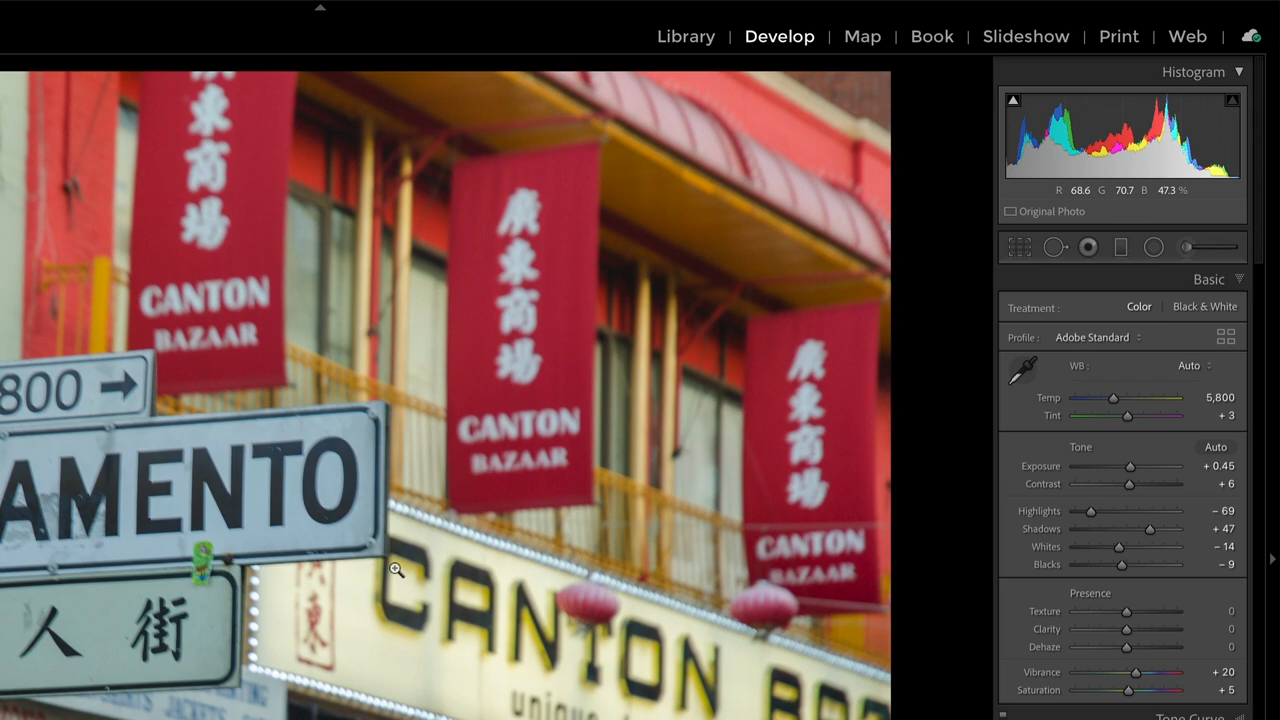 Library | Develop | Map | Book | Slideshow | Print | Web |
Histogram
R 68.6 G 70.7 B 47.3 %
Original Photo
Basic
Treatment : Color | Black & White
Profile : Adobe Standard
WB : Auto
Temp 5,800
Tint + 3
Tone Auto
Exposure + 0.45
Contrast + 6
Highlights − 69
Shadows + 47
Whites − 14
Blacks − 9
Presence
Texture 0
Clarity 0
Dehaze 0
Vibrance + 20
Saturation + 5
Tone Curve
廣東商場
CANTON
BAZAAR
廣東商場
CANTON
BAZAAR
廣東商場
CANTON
BAZAAR
800 →
AMENTO
人街
廣東
CANTON